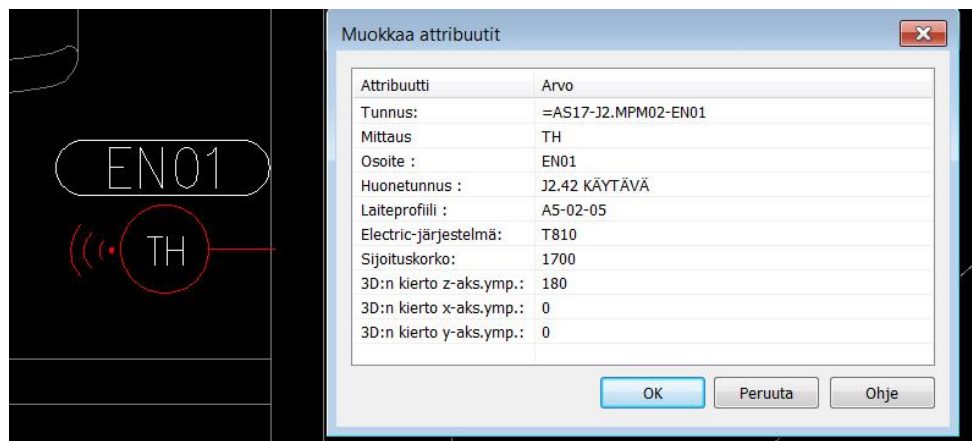 EN01
TH
Muokkaa attribuutit
Attribuutti Arvo
Tunnus: =AS17-J2.MPM02-EN01
Mittaus TH
Osoite : EN01
Huonetunnus : J2.42 KÄYTÄVÄ
Laiteprofiili : A5-02-05
Electric-järjestelmä: T810
Sijoituskorko: 1700
3D:n kierto z-aks.ymp.: 180
3D:n kierto x-aks.ymp.: 0
3D:n kierto y-aks.ymp.: 0
OK Peruuta Ohje